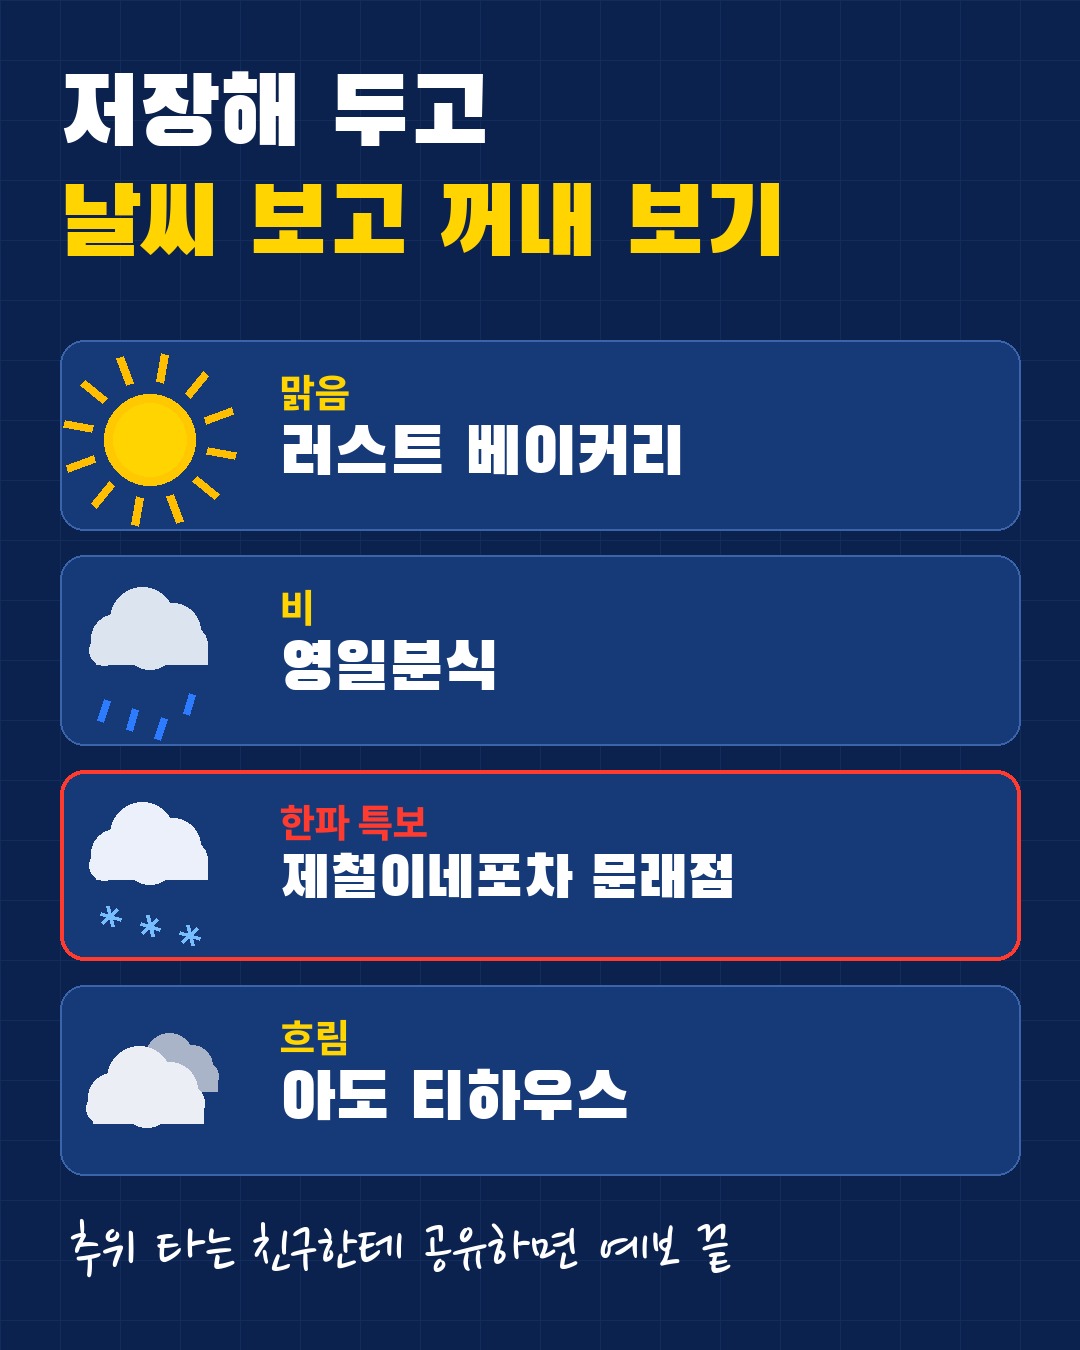 저장해 두고
날씨 보고 꺼내 보기
맑음
러스트 베이커리
비
영일분식
한파 특보
제철이네포차 문래점
흐림
아도 티하우스
추위 타는 친구한테 공유하면 예보 끝